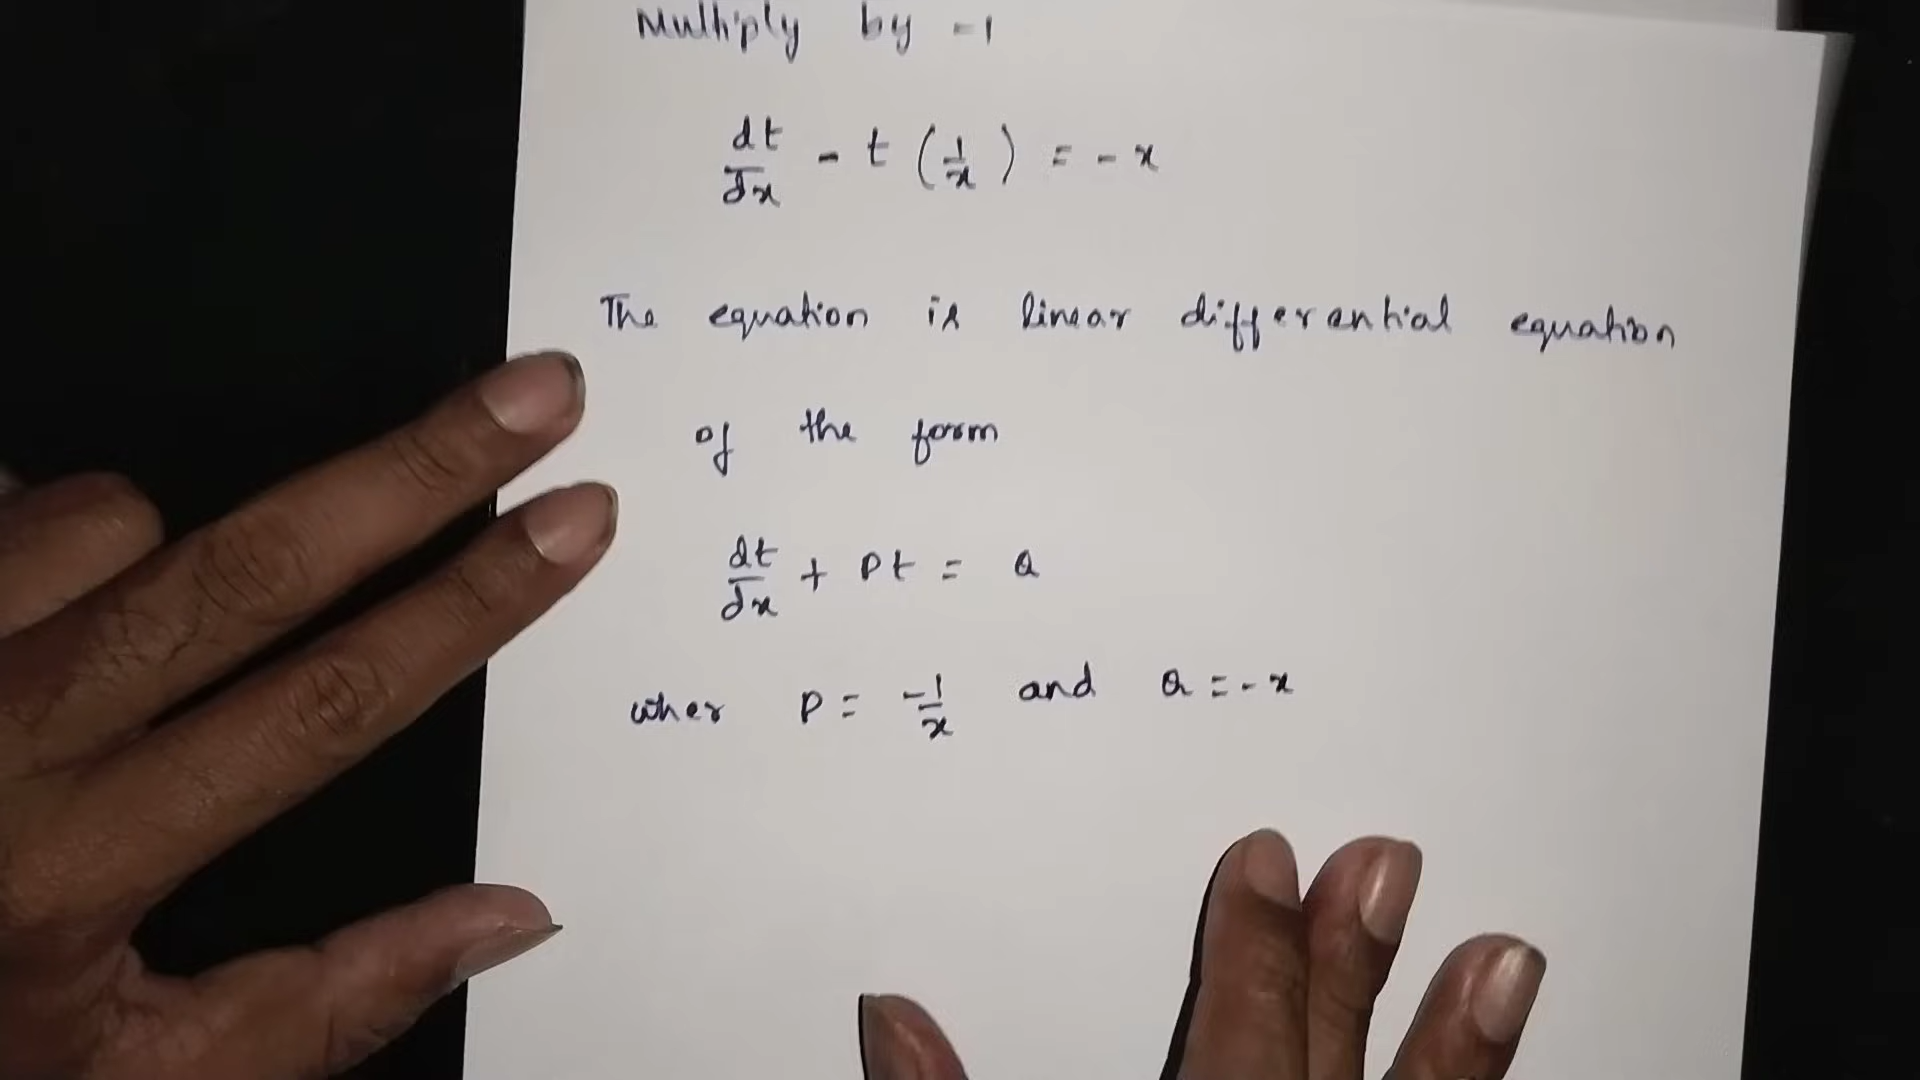 Multiply by -1
dt/dx - t (1/x) = - x
The equation is linear differential equation
of the form
dt/dx + Pt = Q
wher P = -1/x and Q = - x